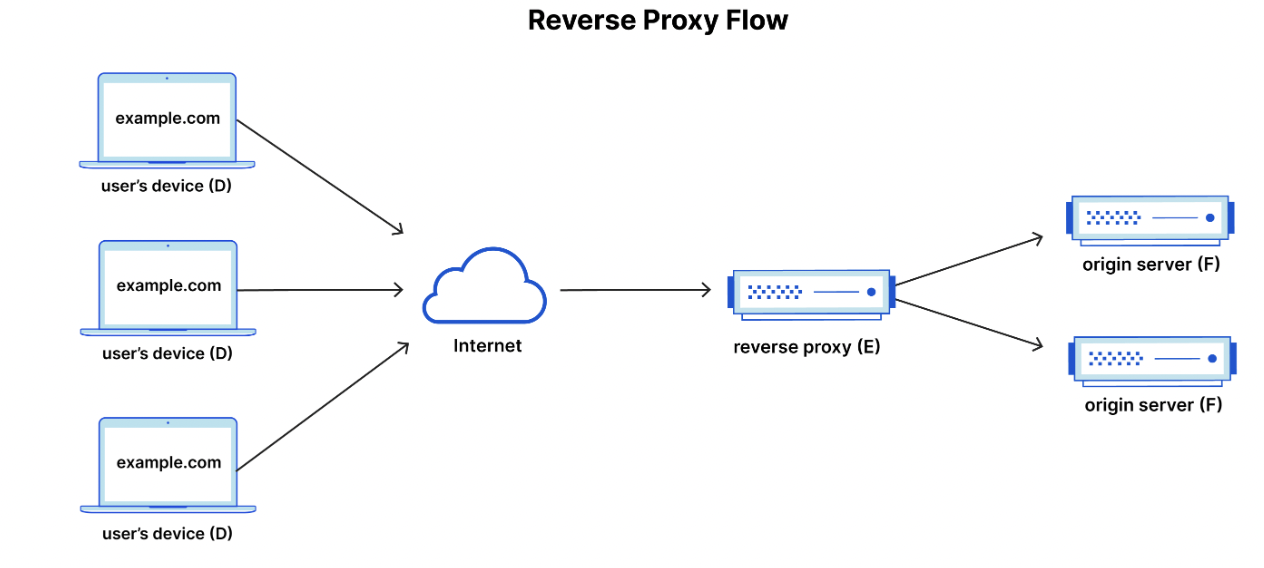 Reverse Proxy Flow
example.com
user’s device (D)
example.com
user’s device (D)
example.com
user’s device (D)
Internet
reverse proxy (E)
origin server (F)
origin server (F)